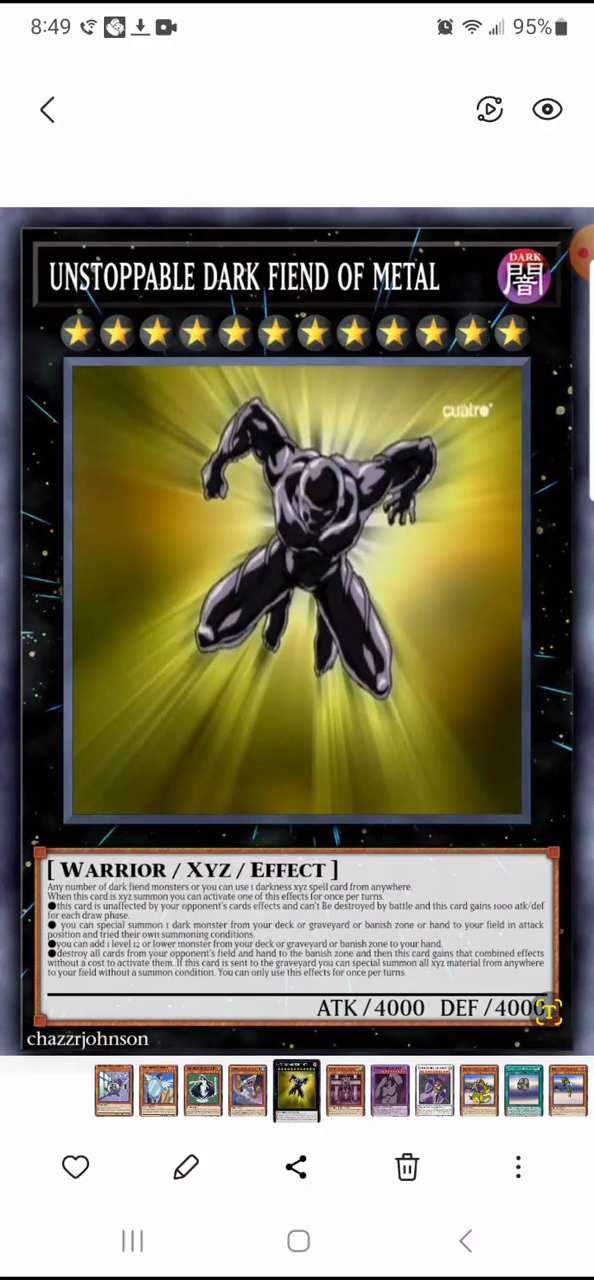 8:49
95%
UNSTOPPABLE DARK FIEND OF METAL
DARK
闇
cuatro°
[ WARRIOR / XYZ / EFFECT ]
Any number of dark fiend monsters or you can use 1 darkness xyz spell card from anywhere.
When this card is xyz summon you can activate one of this effects for once per turns.
●this card is unaffected by your opponent's cards effects and can't be destroyed by battle and this card gains 1000 atk/def
for each draw phase.
● you can special summon 1 dark monster from your deck or graveyard or banish zone or hand to your field in attack
position and tried their own summoning conditions.
●you can add 1 level 12 or lower monster from your deck or graveyard or banish zone to your hand.
●destroy all cards from your opponent's field and hand to the banish zone and then this card gains that combined effects
without a cost to activate them. If this card is sent to the graveyard you can special summon all xyz material from anywhere
to your field without a summon condition. You can only use this effects for once per turns.
ATK/4000 DEF/4000
T
chazzrjohnson